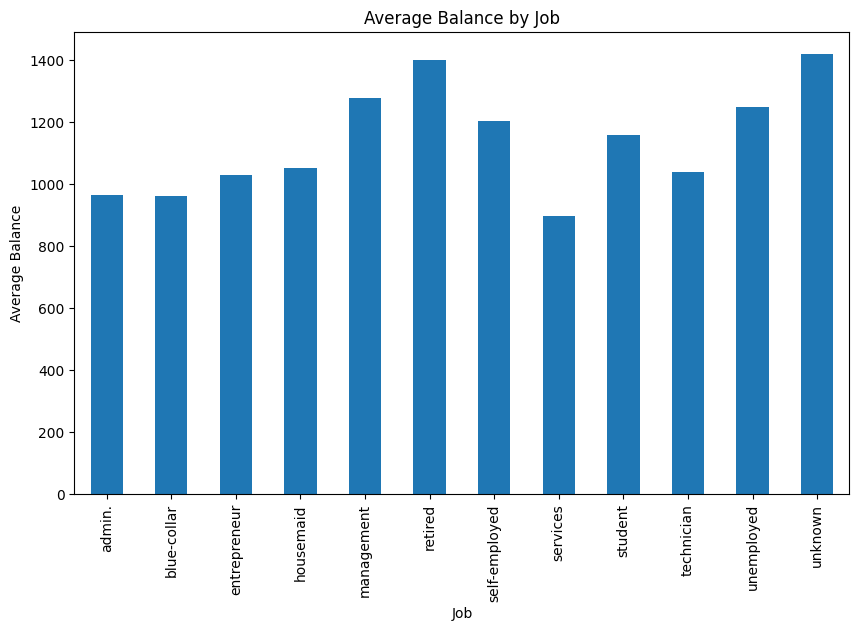 Average Balance by Job
Average Balance
1400
1200
1000
800
600
400
200
0
admin.
blue-collar
entrepreneur
housemaid
management
retired
self-employed
services
student
technician
unemployed
unknown
Job